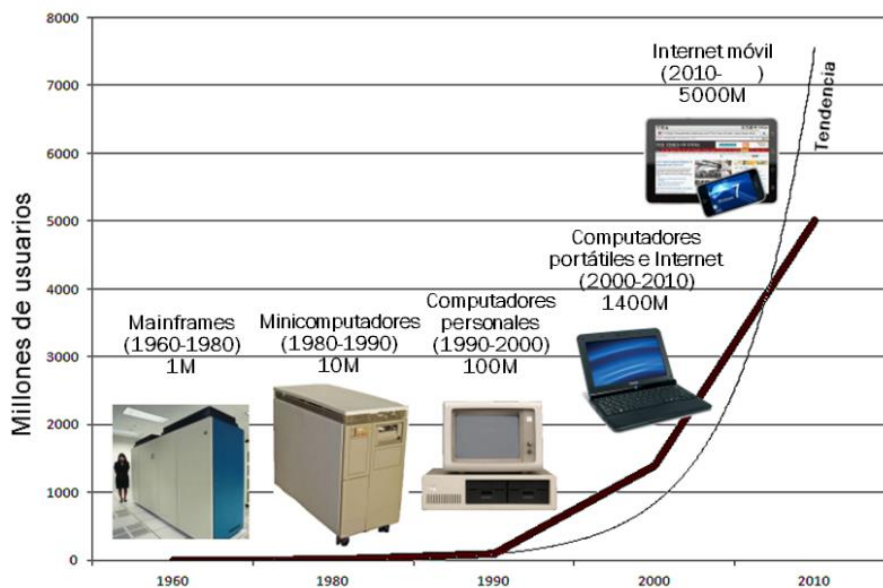 Millones de usuarios
8000
7000
6000
5000
4000
3000
2000
1000
0
1960
1980
1990
2000
2010
Mainframes
(1960-1980)
1M
Minicomputadores
(1980-1990)
10M
Computadores
personales
(1990-2000)
100M
Computadores
portátiles e Internet
(2000-2010)
1400M
Internet móvil
(2010- )
5000M
Tendencia
7